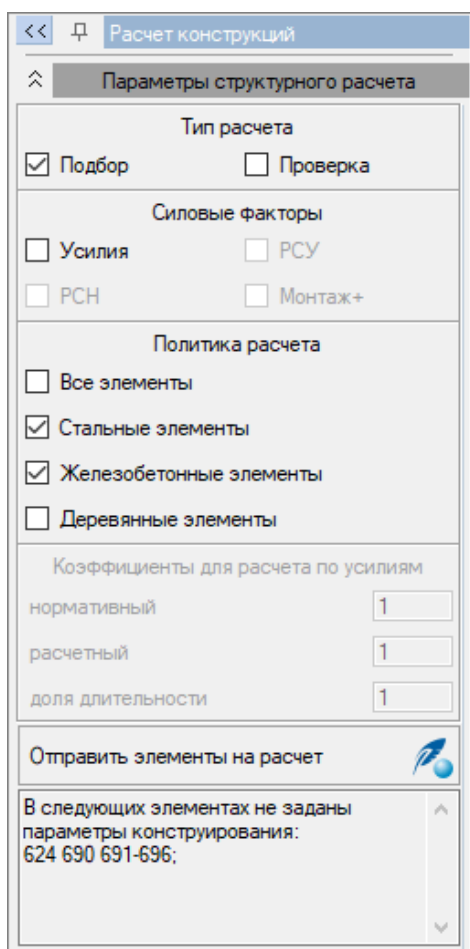 << Расчет конструкций
Параметры структурного расчета
Тип расчета
Подбор Проверка
Силовые факторы
Усилия РСУ
РСН Монтаж+
Политика расчета
Все элементы
Стальные элементы
Железобетонные элементы
Деревянные элементы
Коэффициенты для расчета по усилиям
нормативный 1
расчетный 1
доля длительности 1
Отправить элементы на расчет
В следующих элементах не заданы
параметры конструирования:
624 690 691-696;